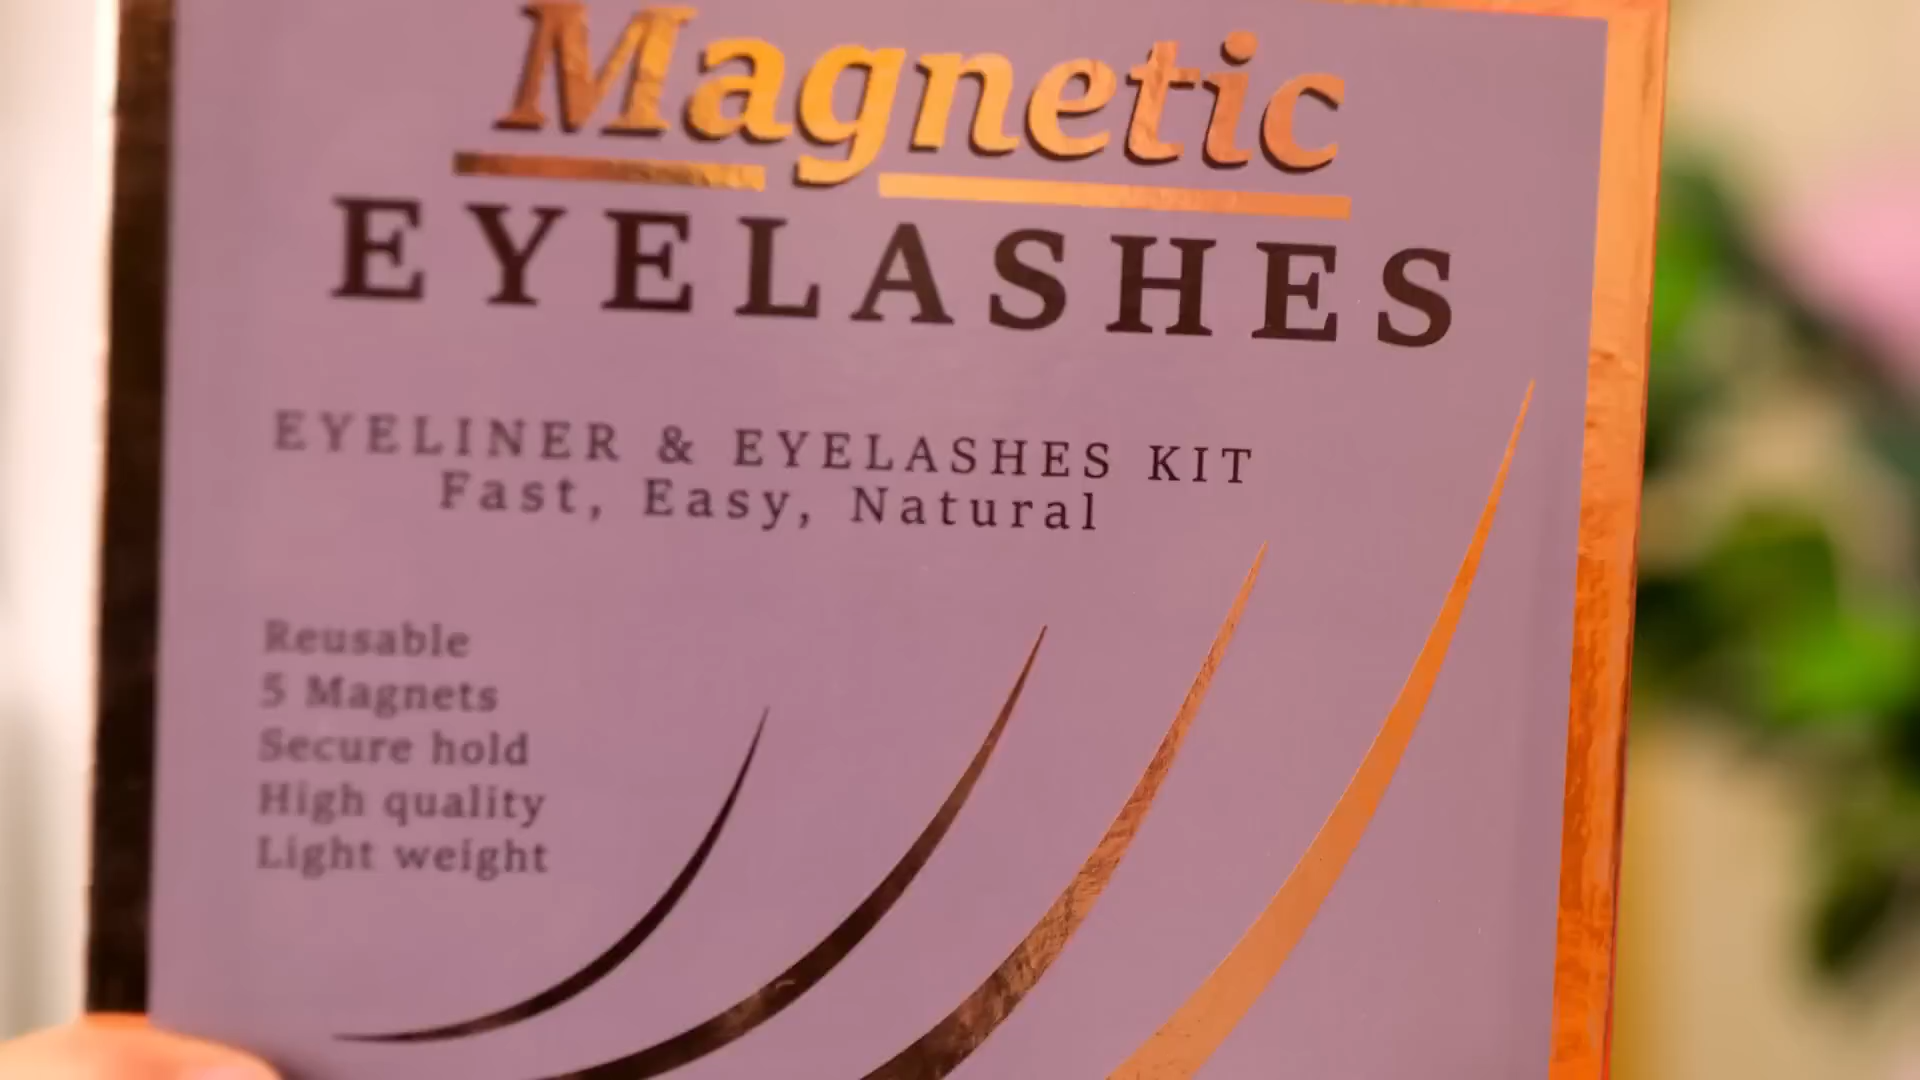 Magnetic
EYELASHES
EYELINER & EYELASHES KIT
Fast, Easy, Natural
Reusable
5 Magnets
Secure hold
High quality
Light weight